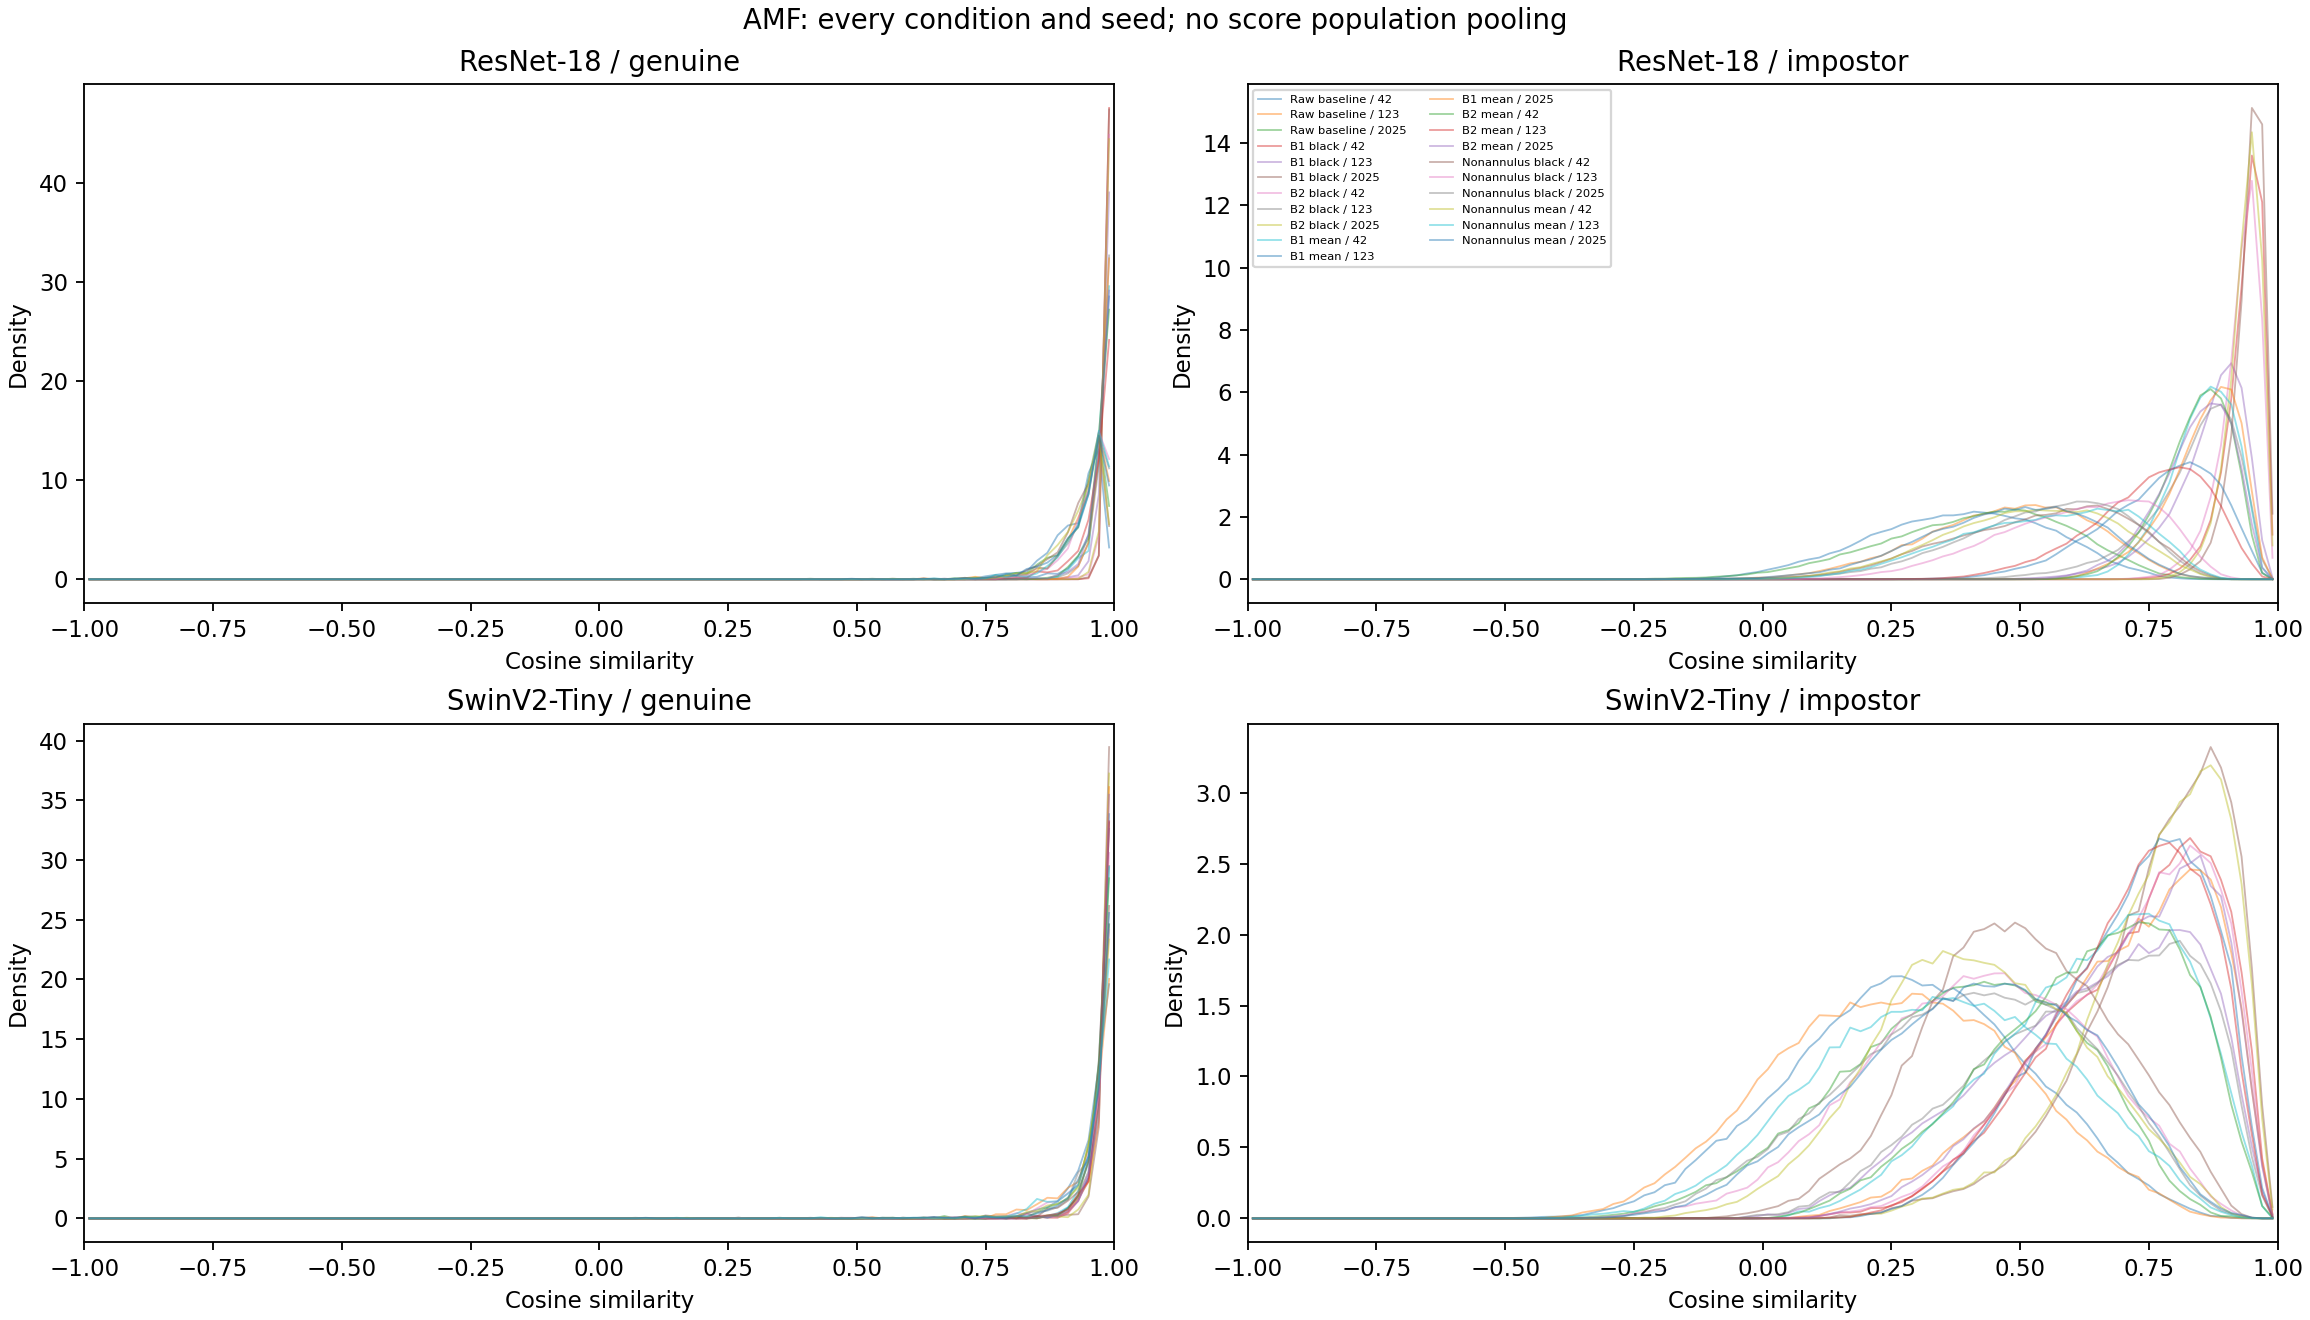 AMF: every condition and seed; no score population pooling
ResNet-18 / genuine
Density
40
30
20
10
0
−1.00 −0.75 −0.50 −0.25 0.00 0.25 0.50 0.75 1.00
Cosine similarity
ResNet-18 / impostor
Density
14
12
10
8
6
4
2
0
Raw baseline / 42
Raw baseline / 123
Raw baseline / 2025
B1 black / 42
B1 black / 123
B1 black / 2025
B2 black / 42
B2 black / 123
B2 black / 2025
B1 mean / 42
B1 mean / 123
B1 mean / 2025
B2 mean / 42
B2 mean / 123
B2 mean / 2025
Nonannulus black / 42
Nonannulus black / 123
Nonannulus black / 2025
Nonannulus mean / 42
Nonannulus mean / 123
Nonannulus mean / 2025
−1.00 −0.75 −0.50 −0.25 0.00 0.25 0.50 0.75 1.00
Cosine similarity
SwinV2-Tiny / genuine
Density
40
35
30
25
20
15
10
5
0
−1.00 −0.75 −0.50 −0.25 0.00 0.25 0.50 0.75 1.00
Cosine similarity
SwinV2-Tiny / impostor
Density
3.0
2.5
2.0
1.5
1.0
0.5
0.0
−1.00 −0.75 −0.50 −0.25 0.00 0.25 0.50 0.75 1.00
Cosine similarity